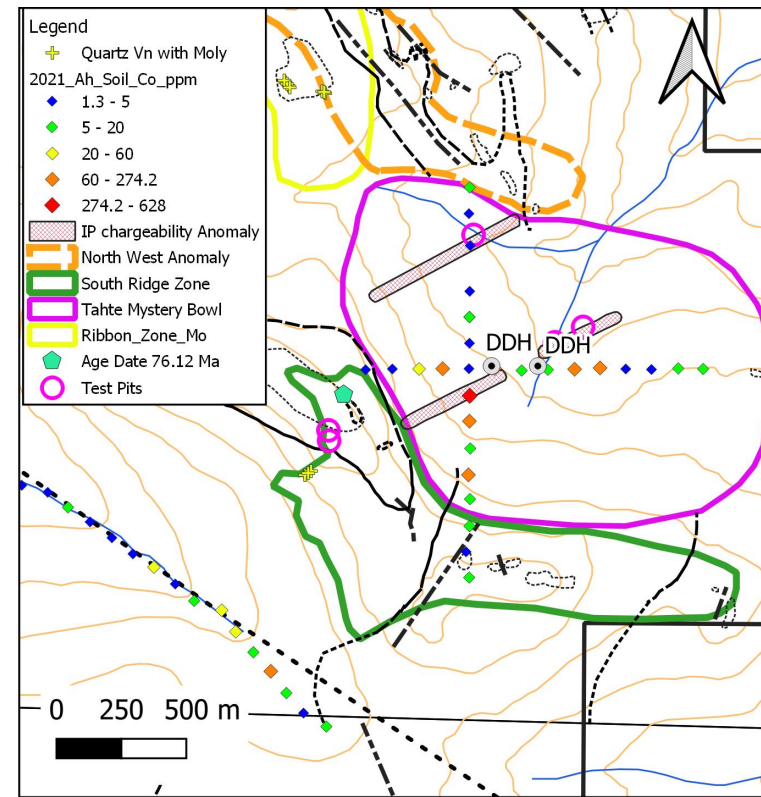 Legend
Quartz Vn with Moly
2021_Ah_Soil_Co_ppm
1.3 - 5
5 - 20
20 - 60
60 - 274.2
274.2 - 628
IP chargeability Anomaly
North West Anomaly
South Ridge Zone
Tahte Mystery Bowl
Ribbon_Zone_Mo
Age Date 76.12 Ma
Test Pits
DDH DDH
0 250 500 m